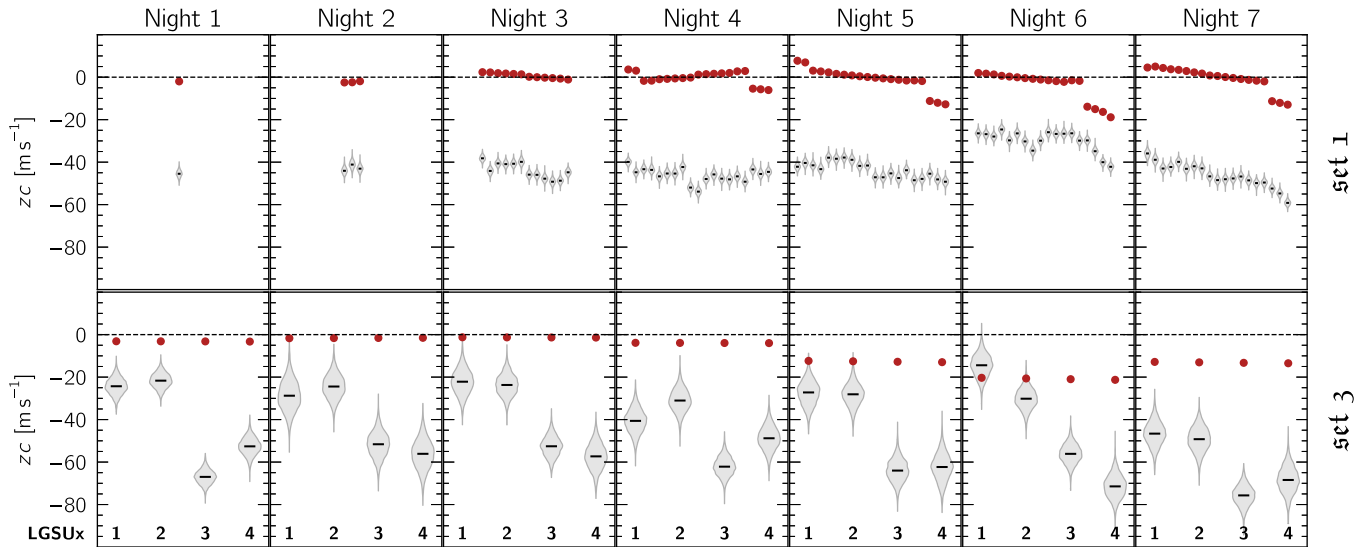 Night 1 Night 2 Night 3 Night 4 Night 5 Night 6 Night 7
zc [m s⁻¹]
0
−20
−40
−60
−80
set 1
zc [m s⁻¹]
0
−20
−40
−60
−80
set 3
LGSUx 1 2 3 4 1 2 3 4 1 2 3 4 1 2 3 4 1 2 3 4 1 2 3 4 1 2 3 4